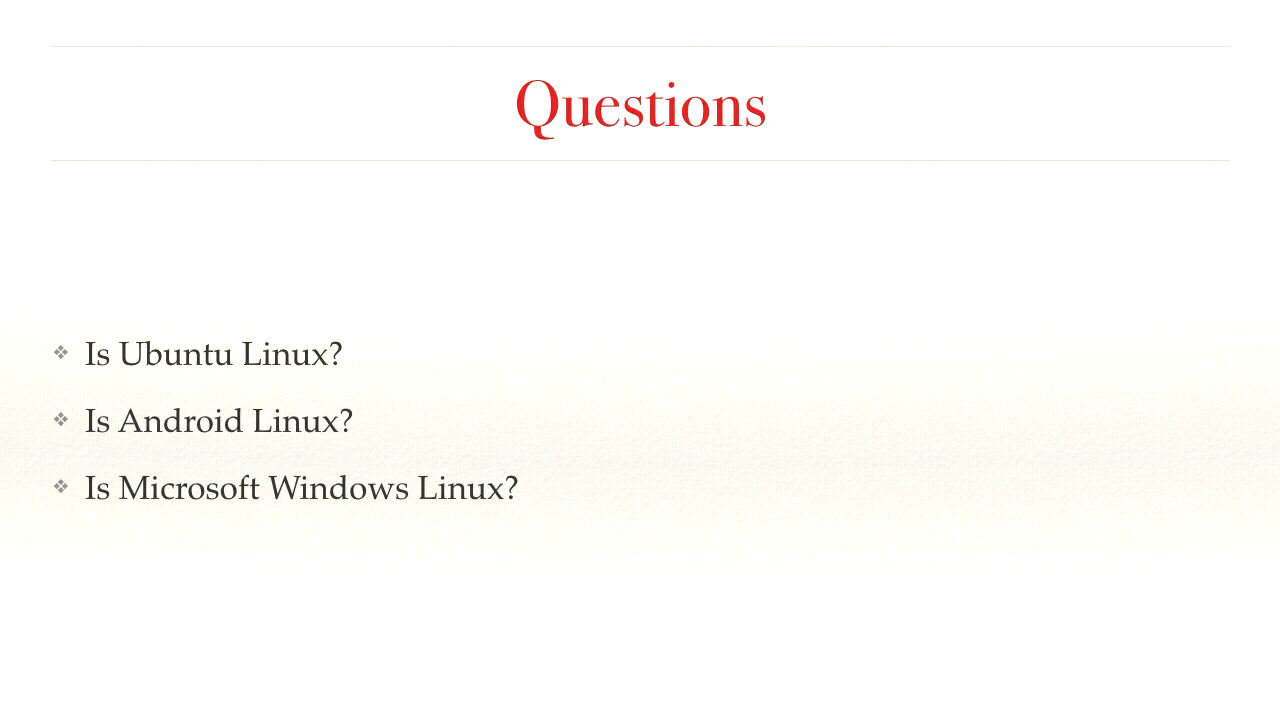 Questions
❖ Is Ubuntu Linux?
❖ Is Android Linux?
❖ Is Microsoft Windows Linux?